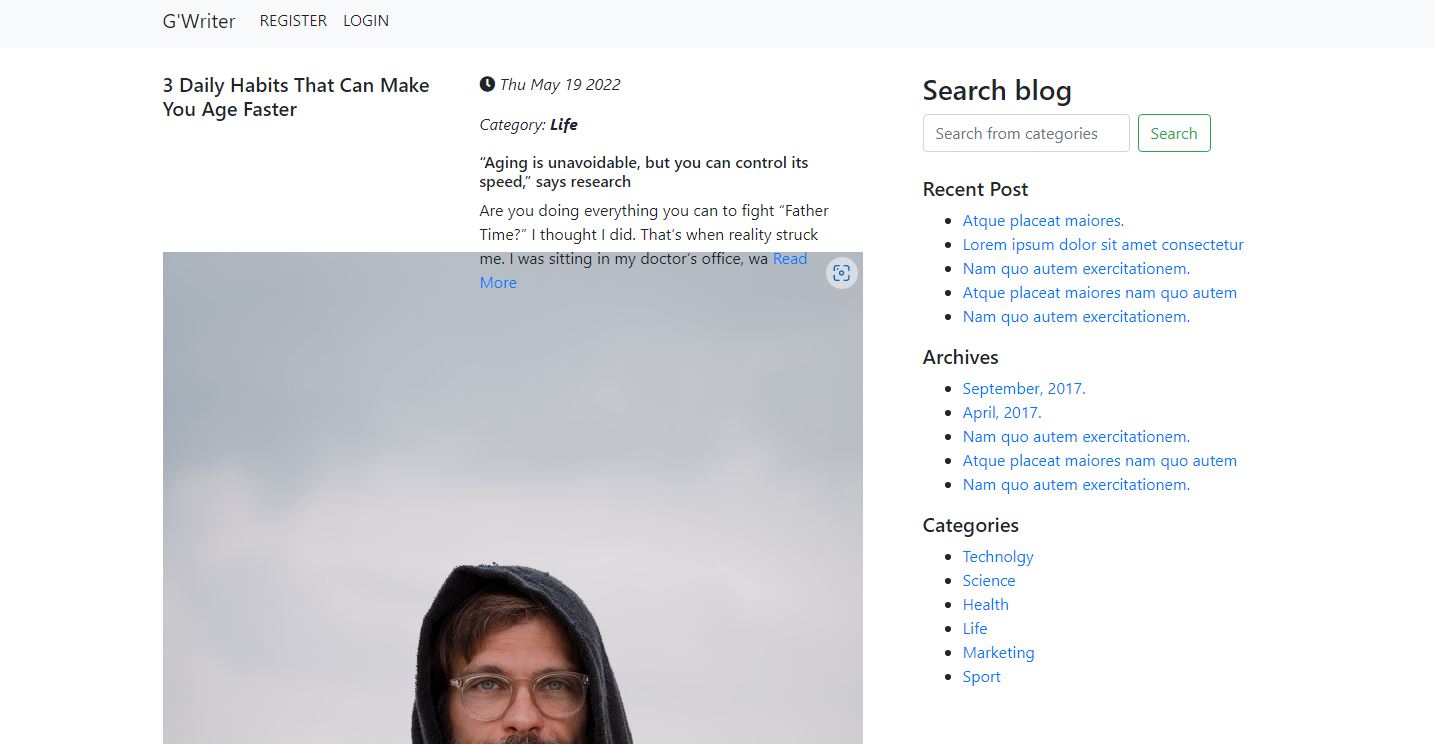 G'Writer REGISTER LOGIN
3 Daily Habits That Can Make
You Age Faster
Thu May 19 2022
Category: Life
“Aging is unavoidable, but you can control its
speed,” says research
Are you doing everything you can to fight “Father
Time?” I thought I did. That’s when reality struck
me. I was sitting in my doctor’s office, wa Read
More
Search blog
Search from categories Search
Recent Post
Atque placeat maiores.
Lorem ipsum dolor sit amet consectetur
Nam quo autem exercitationem.
Atque placeat maiores nam quo autem
Nam quo autem exercitationem.
Archives
September, 2017.
April, 2017.
Nam quo autem exercitationem.
Atque placeat maiores nam quo autem
Nam quo autem exercitationem.
Categories
Technolgy
Science
Health
Life
Marketing
Sport